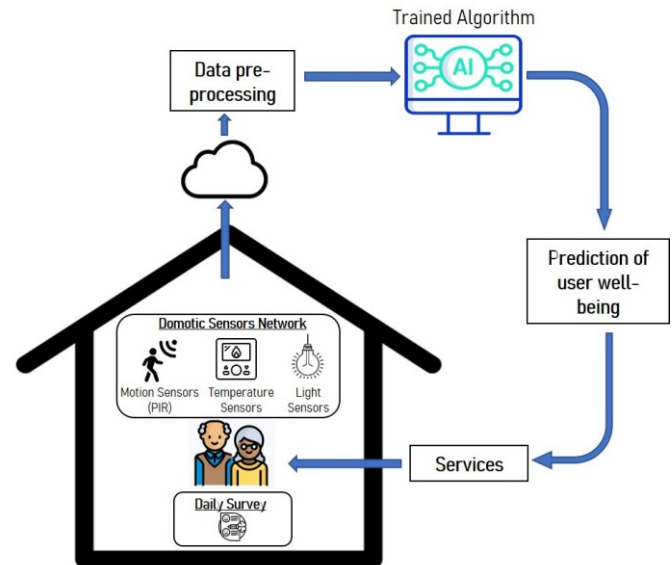 Trained Algorithm
AI
Data pre-
processing
Prediction of
user well-
being
Domotic Sensors Network
Motion Sensors
(PIR)
Temperature
Sensors
Light
Sensors
Services
Daily Survey